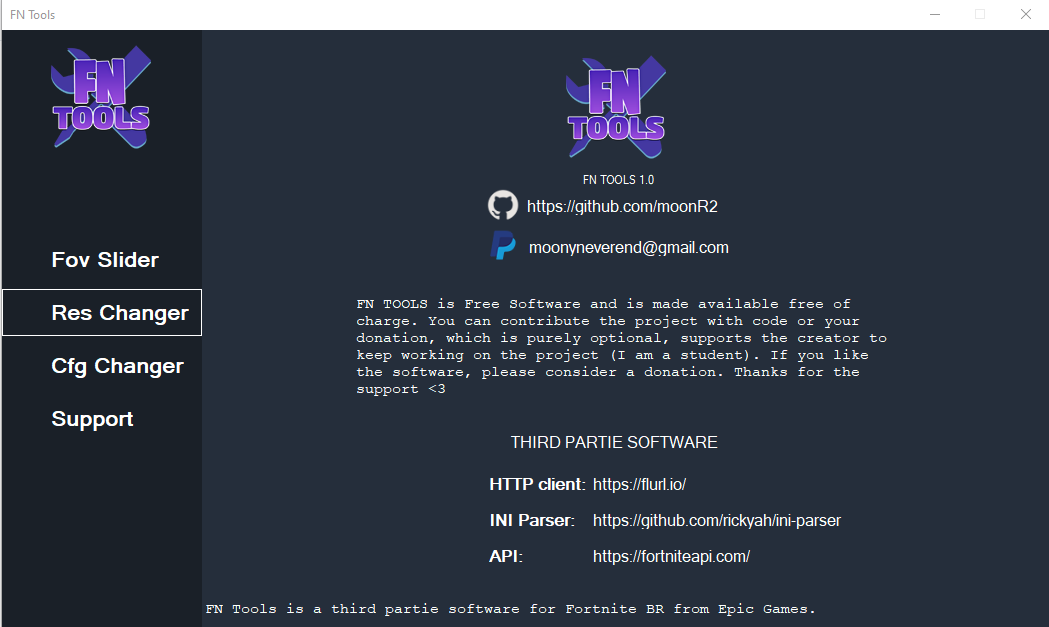 FN Tools
FN
TOOLS
Fov Slider
Res Changer
Cfg Changer
Support
FN
TOOLS
FN TOOLS 1.0
https://github.com/moonR2
moonyneverend@gmail.com
FN TOOLS is Free Software and is made available free of
charge. You can contribute the project with code or your
donation, which is purely optional, supports the creator to
keep working on the project (I am a student). If you like
the software, please consider a donation. Thanks for the
support <3
THIRD PARTIE SOFTWARE
HTTP client: https://flurl.io/
INI Parser: https://github.com/rickyah/ini-parser
API: https://fortniteapi.com/
FN Tools is a third partie software for Fortnite BR from Epic Games.